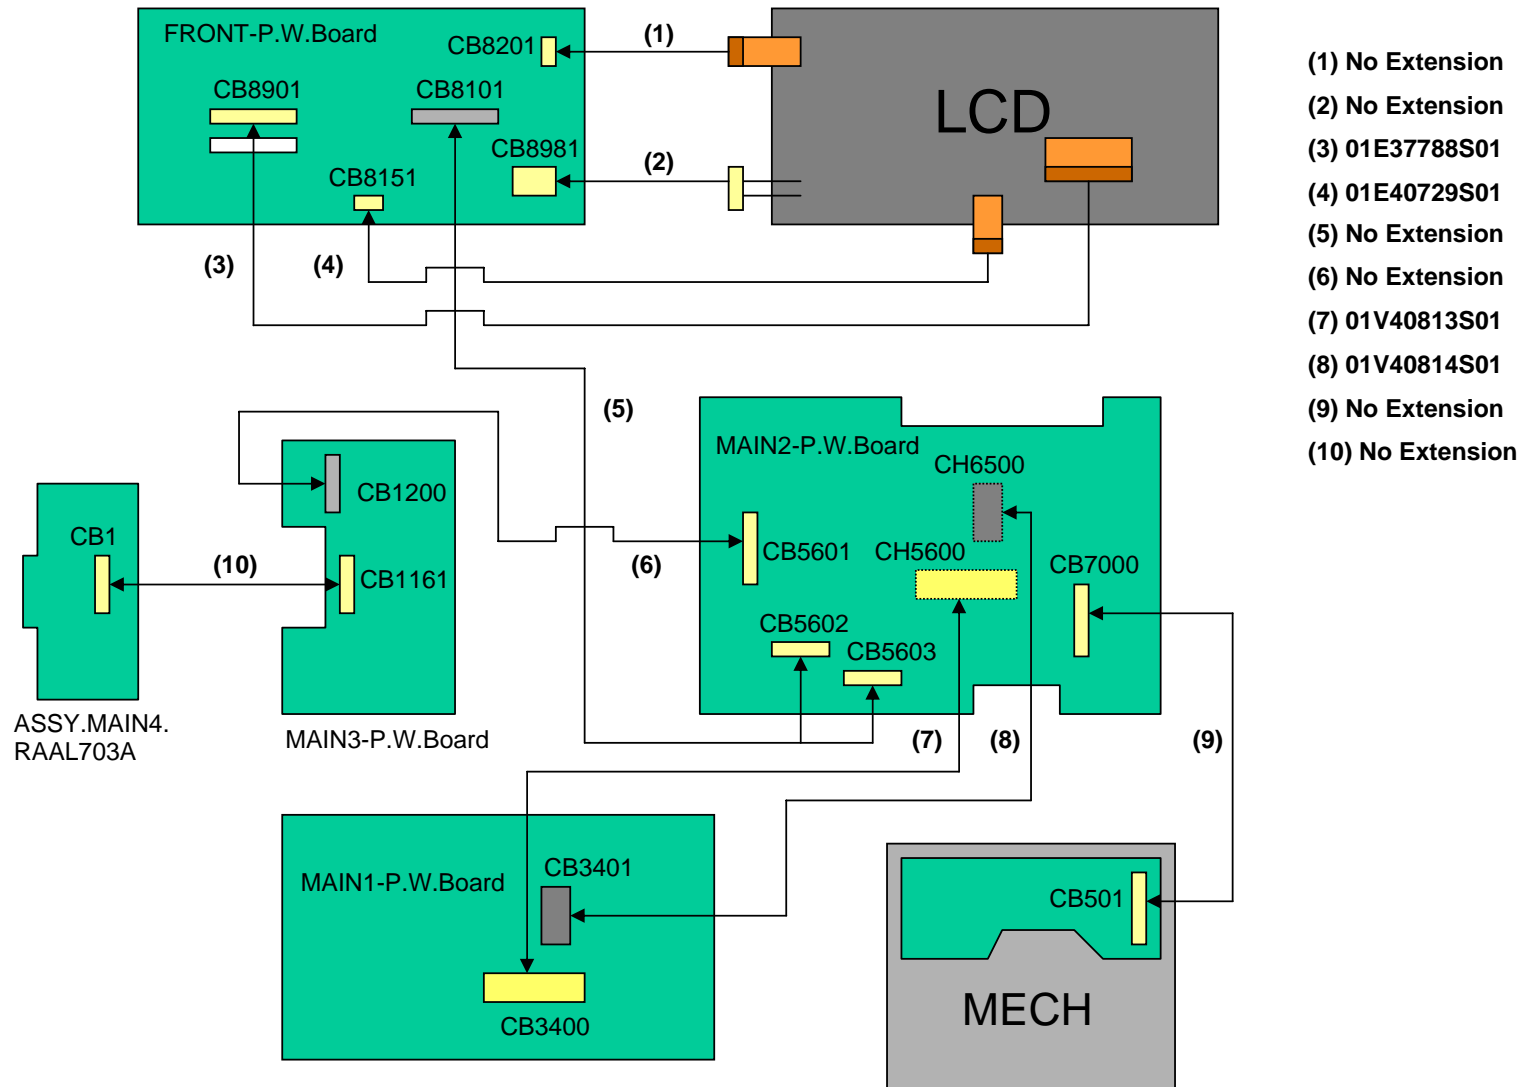 FRONT-P.W.Board
CB8201
(1)
CB8901
CB8101
LCD
CB8981
(2)
CB8151
(3)
(4)
(1) No Extension
(2) No Extension
(3) 01E37788S01
(4) 01E40729S01
(5) No Extension
(6) No Extension
(7) 01V40813S01
(8) 01V40814S01
(9) No Extension
(10) No Extension
(5)
MAIN2-P.W.Board
CH6500
CB1200
CB1
(10)
CB1161
(6)
CB5601
CH5600
CB7000
CB5602
CB5603
ASSY.MAIN4.
RAAL703A
MAIN3-P.W.Board
(7)
(8)
(9)
MAIN1-P.W.Board
CB3401
CB501
CB3400
MECH